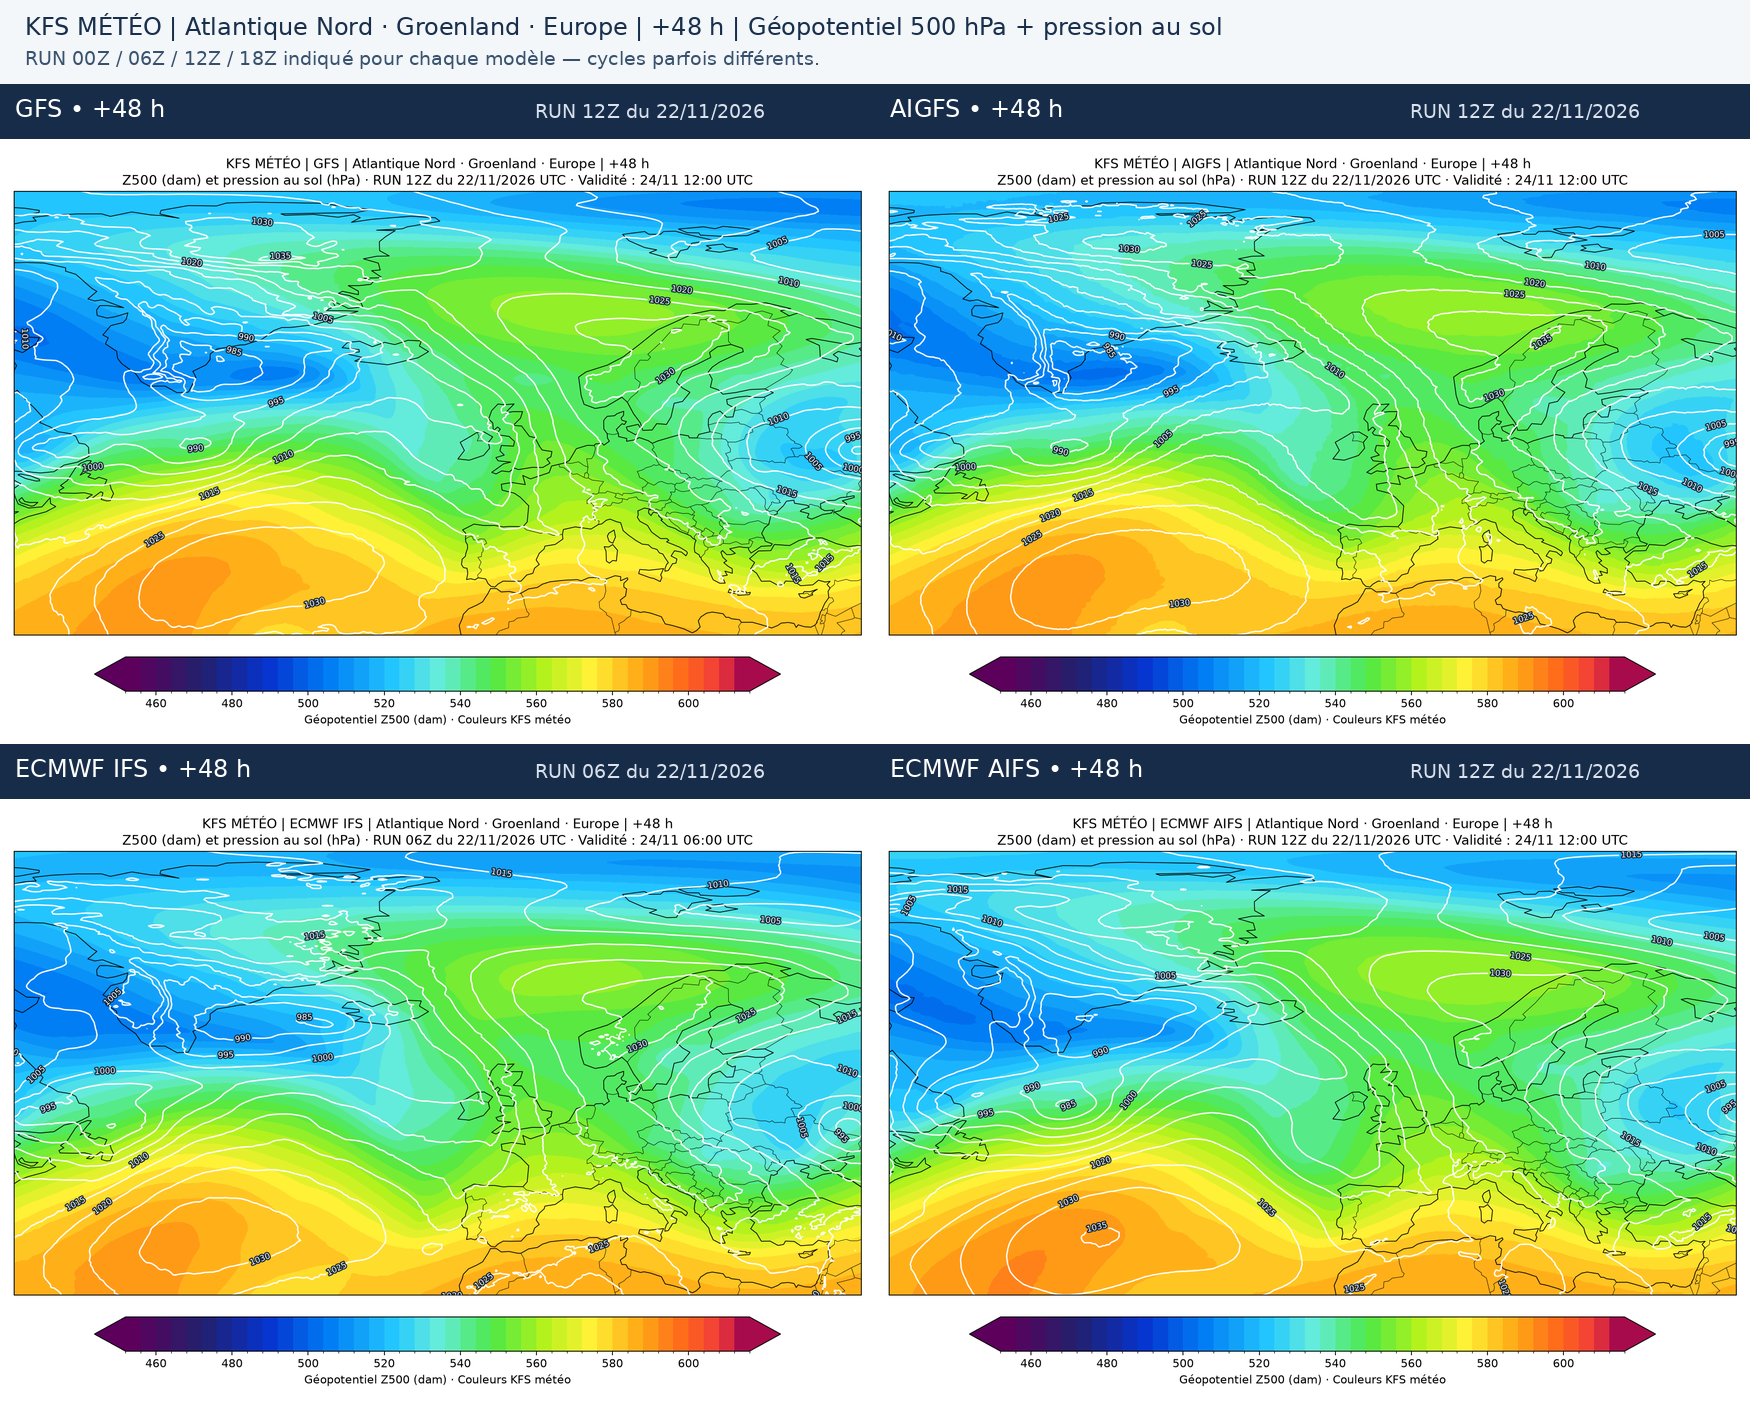 KFS MÉTÉO | Atlantique Nord · Groenland · Europe | +48 h | Géopotentiel 500 hPa + pression au sol
RUN 00Z / 06Z / 12Z / 18Z indiqué pour chaque modèle — cycles parfois différents.
GFS • +48 h
RUN 12Z du 22/11/2026
AIGFS • +48 h
RUN 12Z du 22/11/2026
KFS MÉTÉO | GFS | Atlantique Nord · Groenland · Europe | +48 h
Z500 (dam) et pression au sol (hPa) · RUN 12Z du 22/11/2026 UTC · Validité : 24/11 12:00 UTC
KFS MÉTÉO | AIGFS | Atlantique Nord · Groenland · Europe | +48 h
Z500 (dam) et pression au sol (hPa) · RUN 12Z du 22/11/2026 UTC · Validité : 24/11 12:00 UTC
460 480 500 520 540 560 580 600
Géopotentiel Z500 (dam) · Couleurs KFS météo
460 480 500 520 540 560 580 600
Géopotentiel Z500 (dam) · Couleurs KFS météo
ECMWF IFS • +48 h
RUN 06Z du 22/11/2026
ECMWF AIFS • +48 h
RUN 12Z du 22/11/2026
KFS MÉTÉO | ECMWF IFS | Atlantique Nord · Groenland · Europe | +48 h
Z500 (dam) et pression au sol (hPa) · RUN 06Z du 22/11/2026 UTC · Validité : 24/11 06:00 UTC
KFS MÉTÉO | ECMWF AIFS | Atlantique Nord · Groenland · Europe | +48 h
Z500 (dam) et pression au sol (hPa) · RUN 12Z du 22/11/2026 UTC · Validité : 24/11 12:00 UTC
460 480 500 520 540 560 580 600
Géopotentiel Z500 (dam) · Couleurs KFS météo
460 480 500 520 540 560 580 600
Géopotentiel Z500 (dam) · Couleurs KFS météo